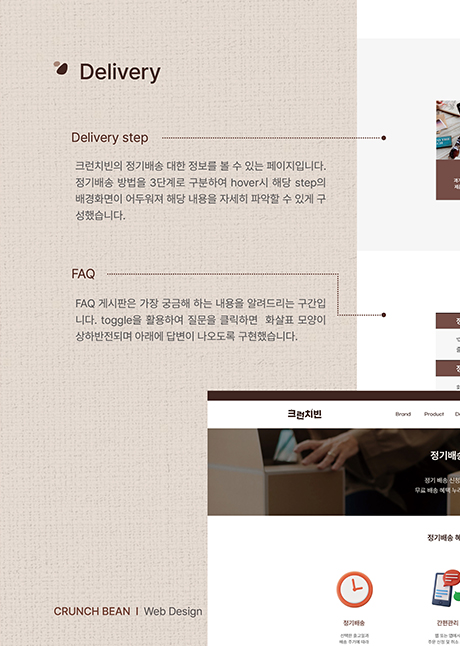 Delivery
Delivery step
크런치빈의 정기배송 대한 정보를 볼 수 있는 페이지입니다.
정기배송 방법을 3단계로 구분하여 hover시 해당 step의
배경화면이 어두워져 해당 내용을 자세히 파악할 수 있게 구
성했습니다.
FAQ
FAQ 게시판은 가장 궁금해 하는 내용을 알려드리는 구간입
니다. toggle을 활용하여 질문을 클릭하면 화살표 모양이
상하반전되며 아래에 답변이 나오도록 구현했습니다.
크런치빈
Brand Product
정기배송
정기 배송 신청
무료 배송 혜택 누리
정기배송 혜
정기배송 간편관리
CRUNCH BEAN I Web Design